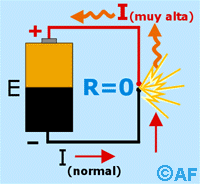 I (muy alta)
+
E
R=0
-
I
(normal)
©AF